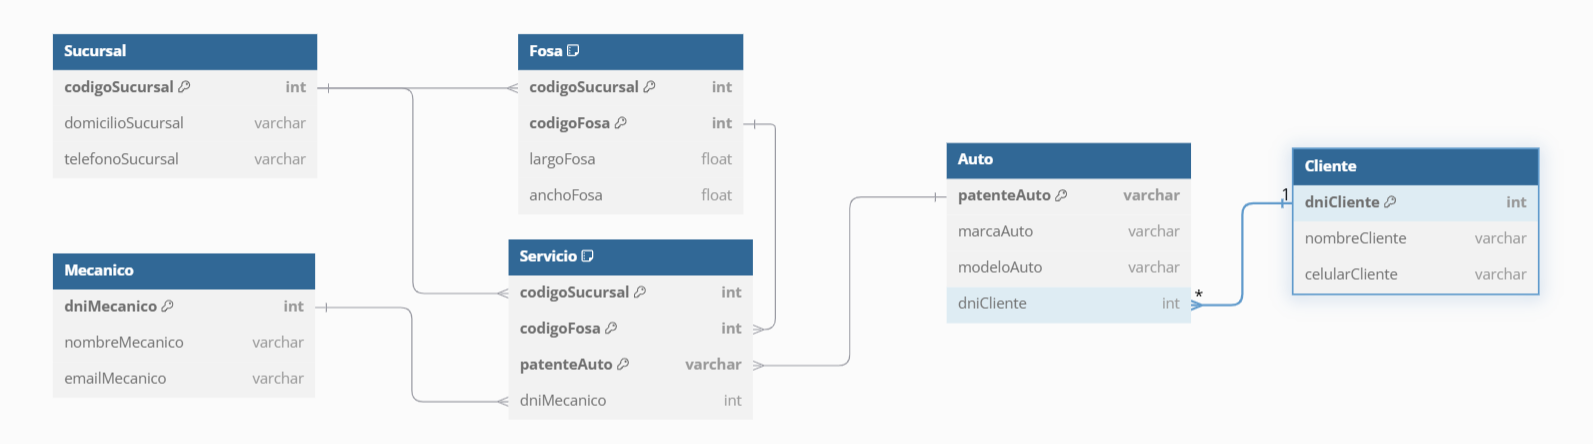 Sucursal
codigoSucursal int
domicilioSucursal varchar
telefonoSucursal varchar
Fosa
codigoSucursal int
codigoFosa int
largoFosa float
anchoFosa float
Mecanico
dniMecanico int
nombreMecanico varchar
emailMecanico varchar
Servicio
codigoSucursal int
codigoFosa int
patenteAuto varchar
dniMecanico int
Auto
patenteAuto varchar
marcaAuto varchar
modeloAuto varchar
dniCliente int
*
1
Cliente
dniCliente int
nombreCliente varchar
celularCliente varchar